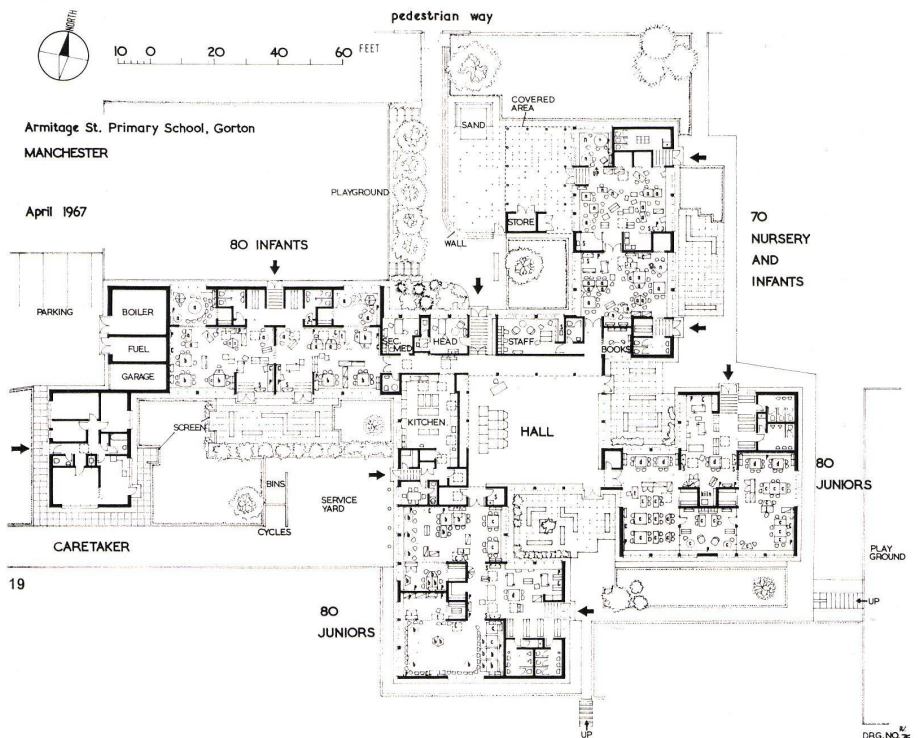 pedestrian way
NORTH
10 0 20 40 60 FEET
Armitage St. Primary School, Gorton
MANCHESTER
April 1967
COVERED
AREA
SAND
PLAYGROUND
STORE
WALL
70
NURSERY
AND
INFANTS
80 INFANTS
PARKING
BOILER
FUEL
GARAGE
SEC.
MED.
HEAD
STAFF
BOOKS
KITCHEN
HALL
SCREEN
BINS
CYCLES
SERVICE
YARD
CARETAKER
80
JUNIORS
PLAY
GROUND
UP
19
80
JUNIORS
UP
DRG. NO.